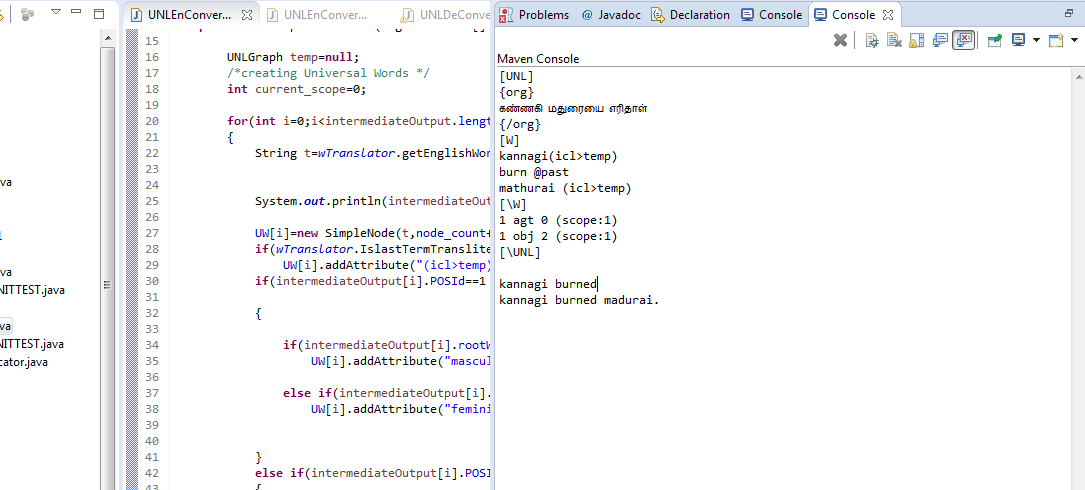 UNLEnConver...
UNLEnConver...
UNLDeConver
Problems
@ Javadoc
Declaration
Console
Console
Maven Console
15
16 UNLGraph temp=null;
17 /*creating Universal Words */
18 int current_scope=0;
19
20 for(int i=0;i<intermediateOutput.lengt
21 {
22 String t=wTranslator.getEnglishWor
23
24
25 System.out.println(intermediateOut
26
27 UW[i]=new SimpleNode(t,node_count+
28 if(wTranslator.IslastTermTranslite
29 UW[i].addAttribute("(icl>temp)
30 if(intermediateOutput[i].POSId==1
31
32 {
33
34 if(intermediateOutput[i].rootW
35 UW[i].addAttribute("mascul
36
37 else if(intermediateOutput[i].
38 UW[i].addAttribute("femini
39
40
41 }
42 else if(intermediateOutput[i].POSI
43 {
va
NITTEST.java
va
NITTEST.java
cator.java
[UNL]
{org}
கண்ணகி மதுரையை எரிதாள்
{/org}
[W]
kannagi(icl>temp)
burn @past
mathurai (icl>temp)
[\W]
1 agt 0 (scope:1)
1 obj 2 (scope:1)
[\UNL]
kannagi burned
kannagi burned madurai.